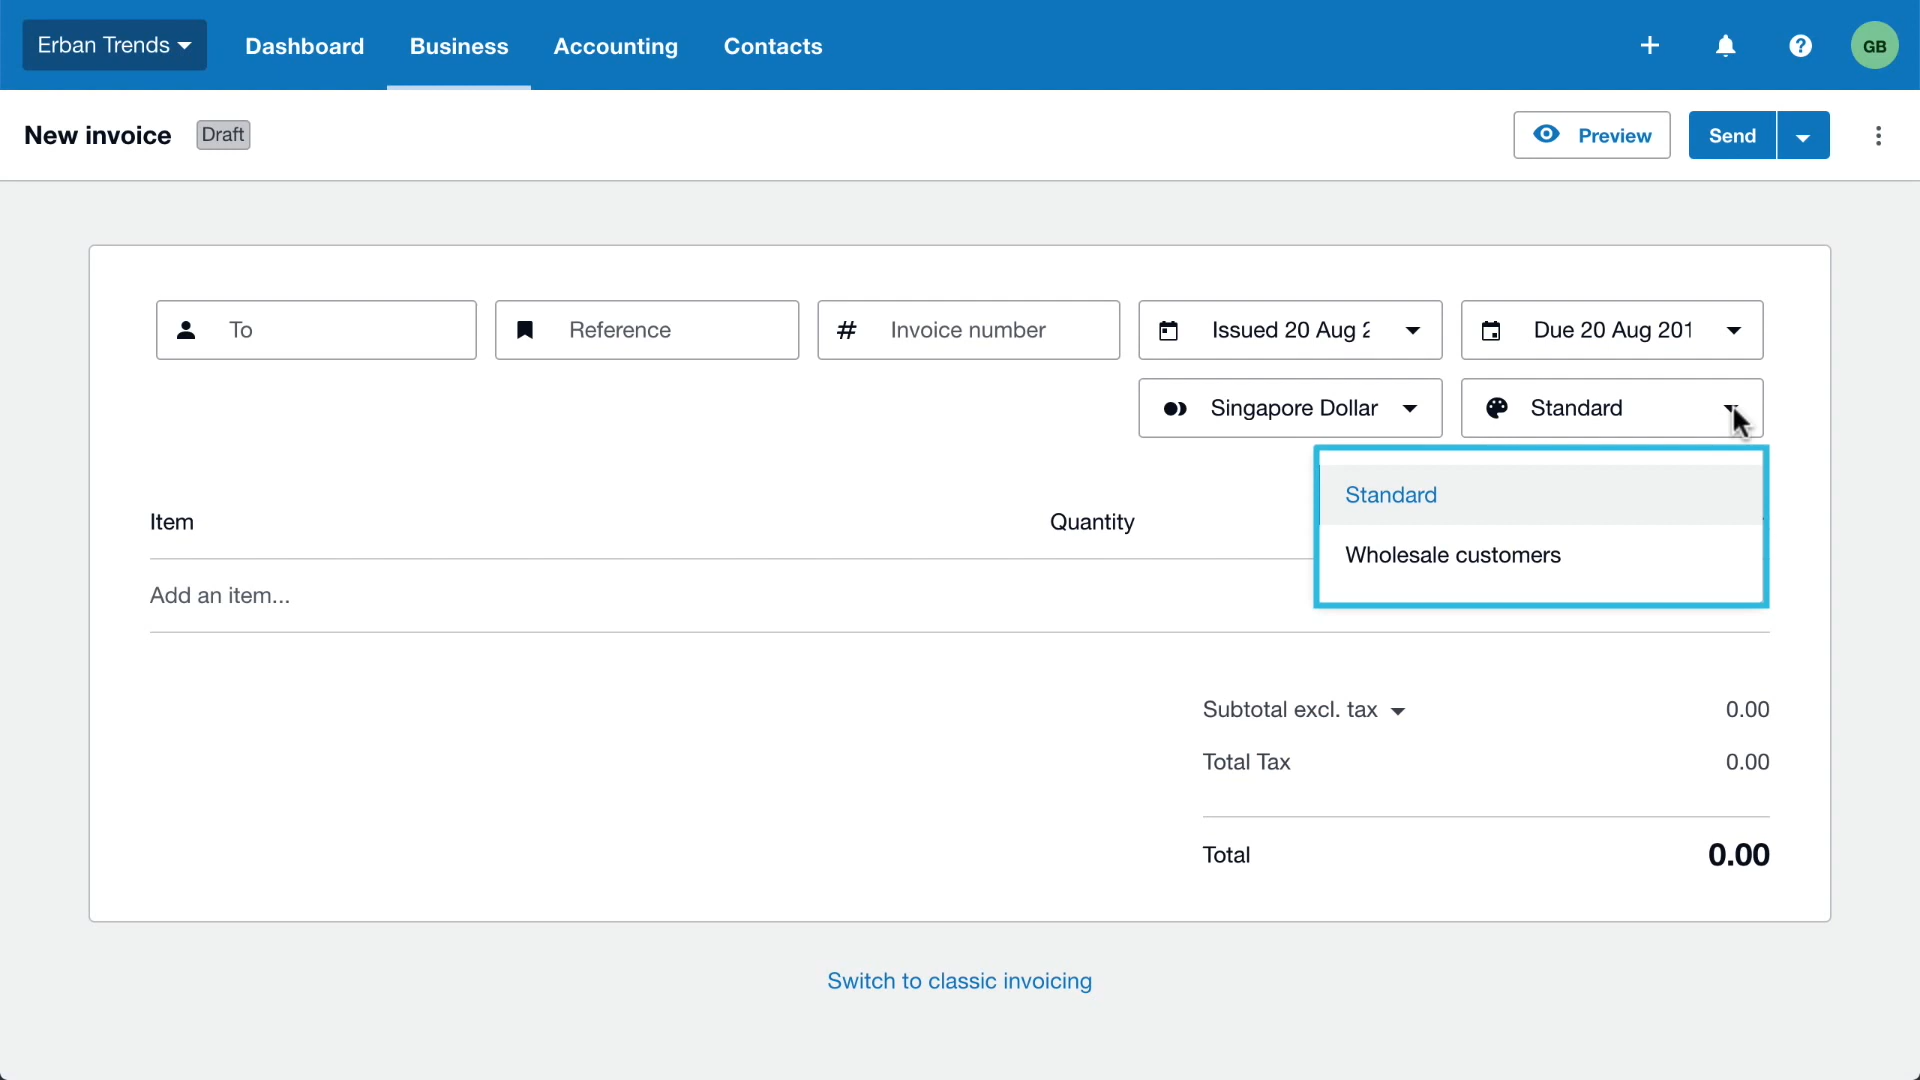 Erban Trends
Dashboard
Business
Accounting
Contacts
GB
New invoice
Draft
Preview
Send
To
Reference
# Invoice number
Issued 20 Aug 2
Due 20 Aug 201
Singapore Dollar
Standard
Standard
Item
Quantity
Wholesale customers
Add an item...
Subtotal excl. tax
0.00
Total Tax
0.00
Total
0.00
Switch to classic invoicing